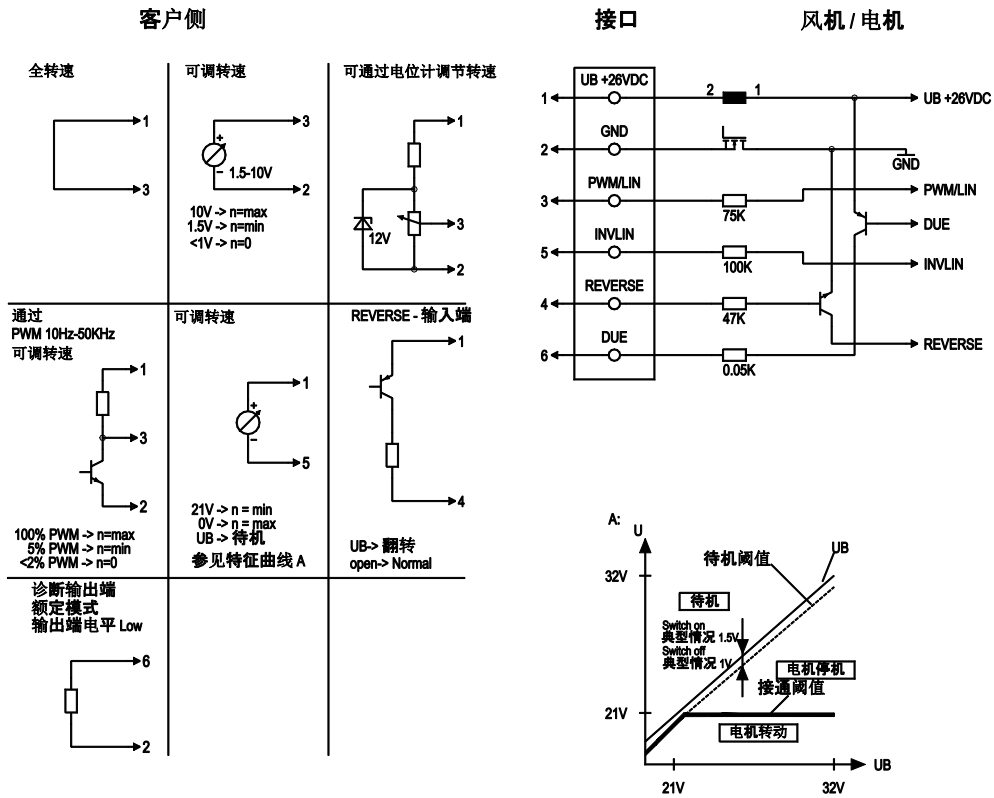 客户侧
接口
风机 / 电机
全转速
1
3
可调转速
3
+
– 1.5-10V
2
10V -> n=max
1.5V -> n=min
<1V -> n=0
可通过电位计调节转速
1
12V
3
2
通过
PWM 10Hz-50KHz
可调转速
1
3
2
100% PWM -> n=max
5% PWM -> n=min
<2% PWM -> n=0
可调转速
1
+
–
5
21V -> n = min
0V -> n = max
UB -> 待机
参见特征曲线 A
REVERSE - 输入端
1
4
UB-> 翻转
open-> Normal
诊断输出端
额定模式
输出端电平 Low
6
2
1 UB +26VDC 2 1 UB +26VDC
2 GND GND
3 PWM/LIN 75K PWM/LIN
DUE
5 INVLIN 100K INVLIN
4 REVERSE 47K REVERSE
6 DUE 0.05K
A:
U
32V
21V
待机阈值
UB
待机
Switch on
典型情况 1.5V
Switch off
典型情况 1V
电机停机
接通阈值
电机转动
UB
21V
32V